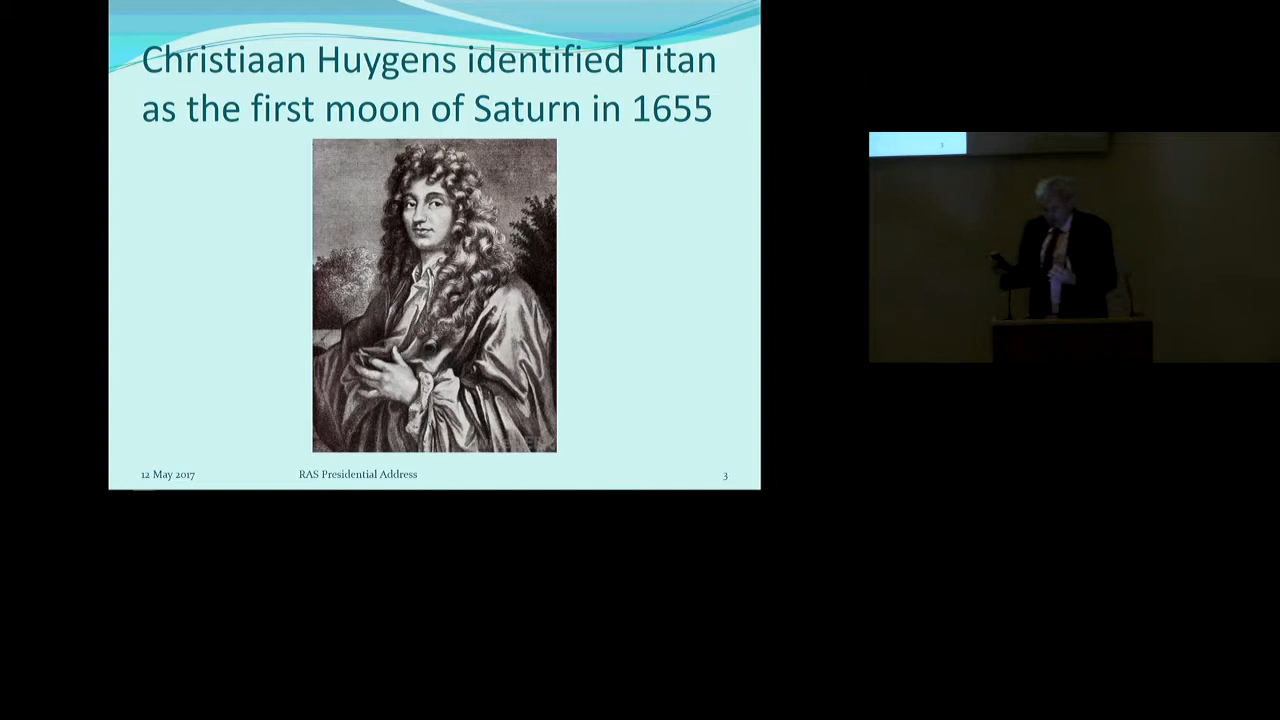 Christiaan Huygens identified Titan
as the first moon of Saturn in 1655
12 May 2017
RAS Presidential Address
3
3